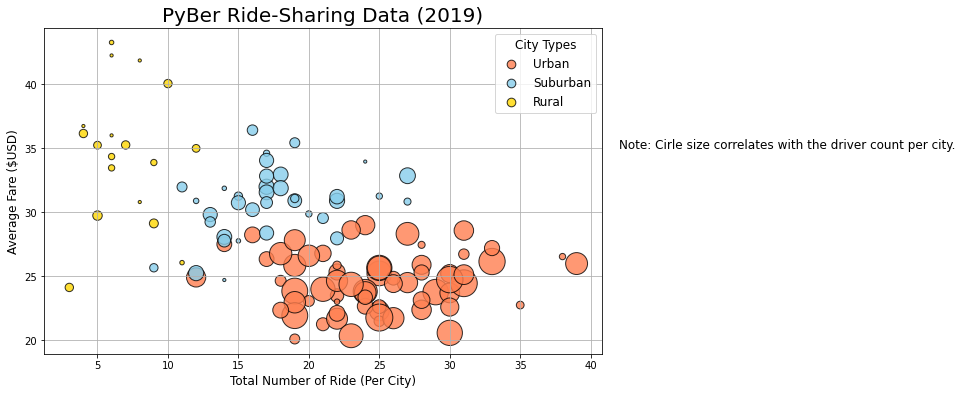 PyBer Ride-Sharing Data (2019)
City Types
Urban
Suburban
Rural
Average Fare ($USD)
40
35
30
25
20
5 10 15 20 25 30 35 40
Total Number of Ride (Per City)
Note: Cirle size correlates with the driver count per city.